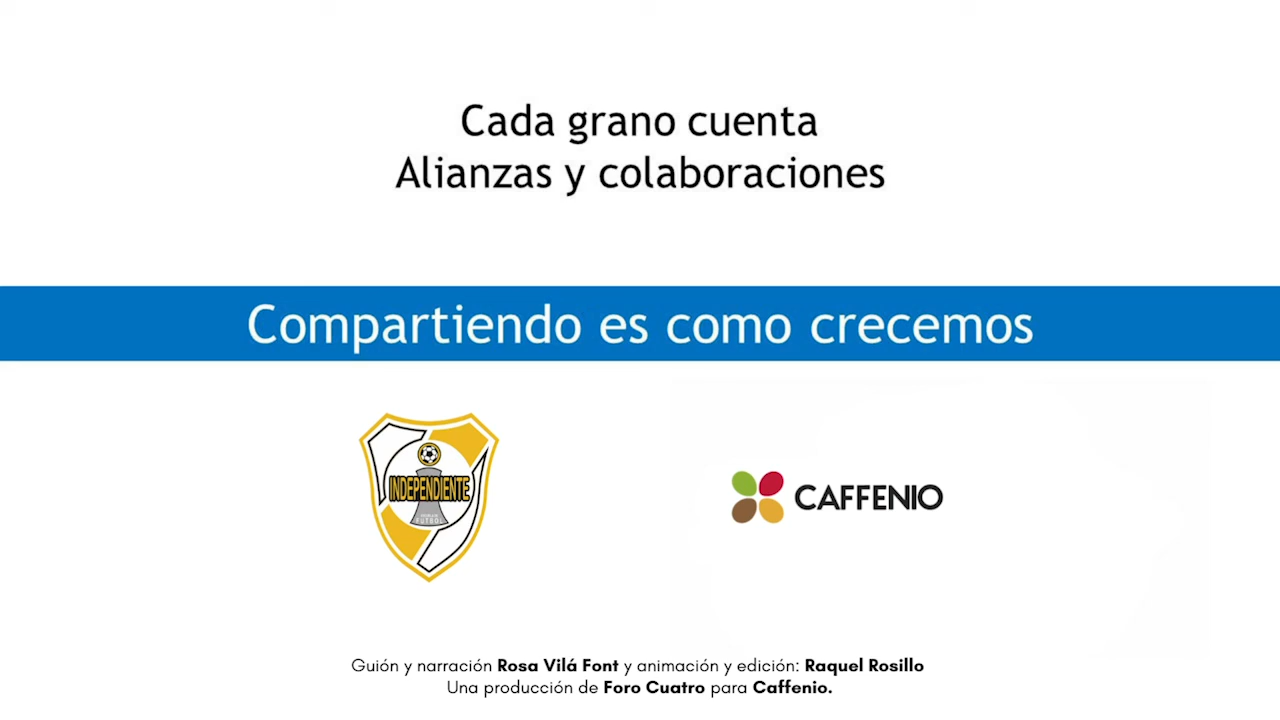 Cada grano cuenta
Alianzas y colaboraciones
Compartiendo es como crecemos
INDEPENDIENTE
FUTBOL
CAFFENIO
Guión y narración Rosa Vilá Font y animación y edición: Raquel Rosillo
Una producción de Foro Cuatro para Caffenio.